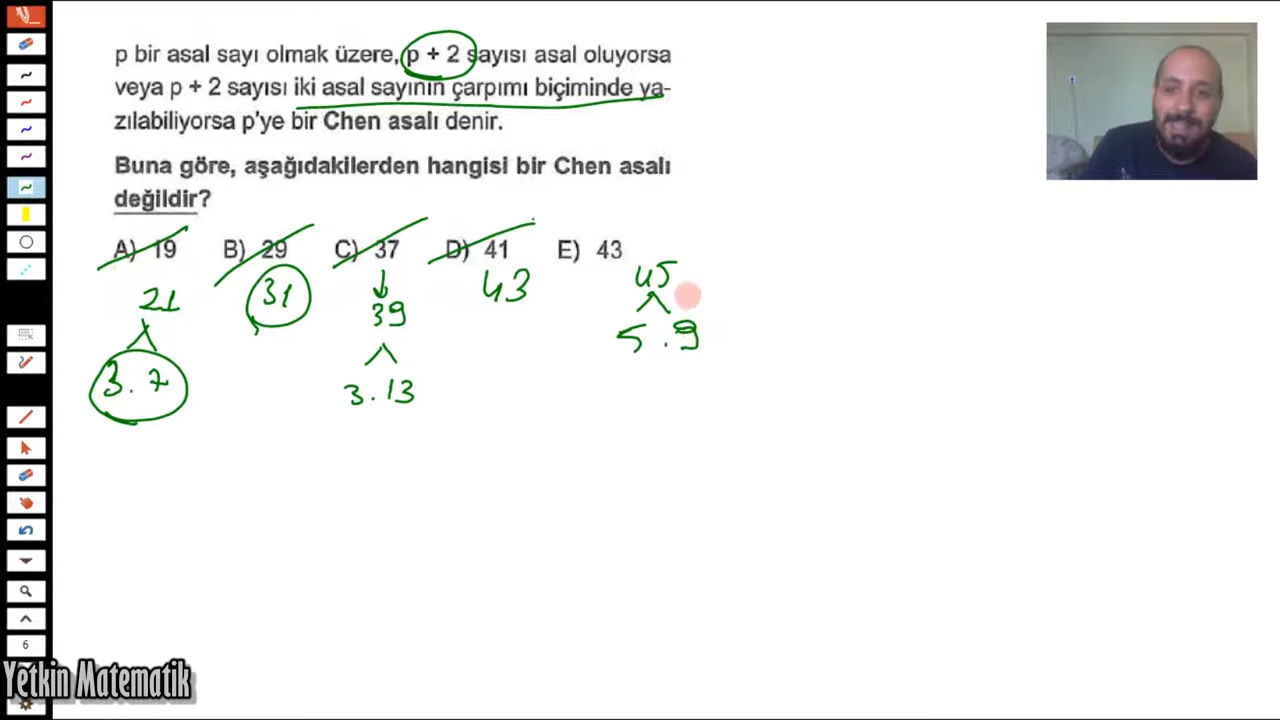 p bir asal sayı olmak üzere, p + 2 sayısı asal oluyorsa
veya p + 2 sayısı iki asal sayının çarpımı biçiminde ya-
zılabiliyorsa p'ye bir Chen asalı denir.
Buna göre, aşağıdakilerden hangisi bir Chen asalı
değildir?
A) 19 B) 29 C) 37 D) 41 E) 43
21 31 39 43 45
3.7 3.13 5.9
6
Yetkin Matematik